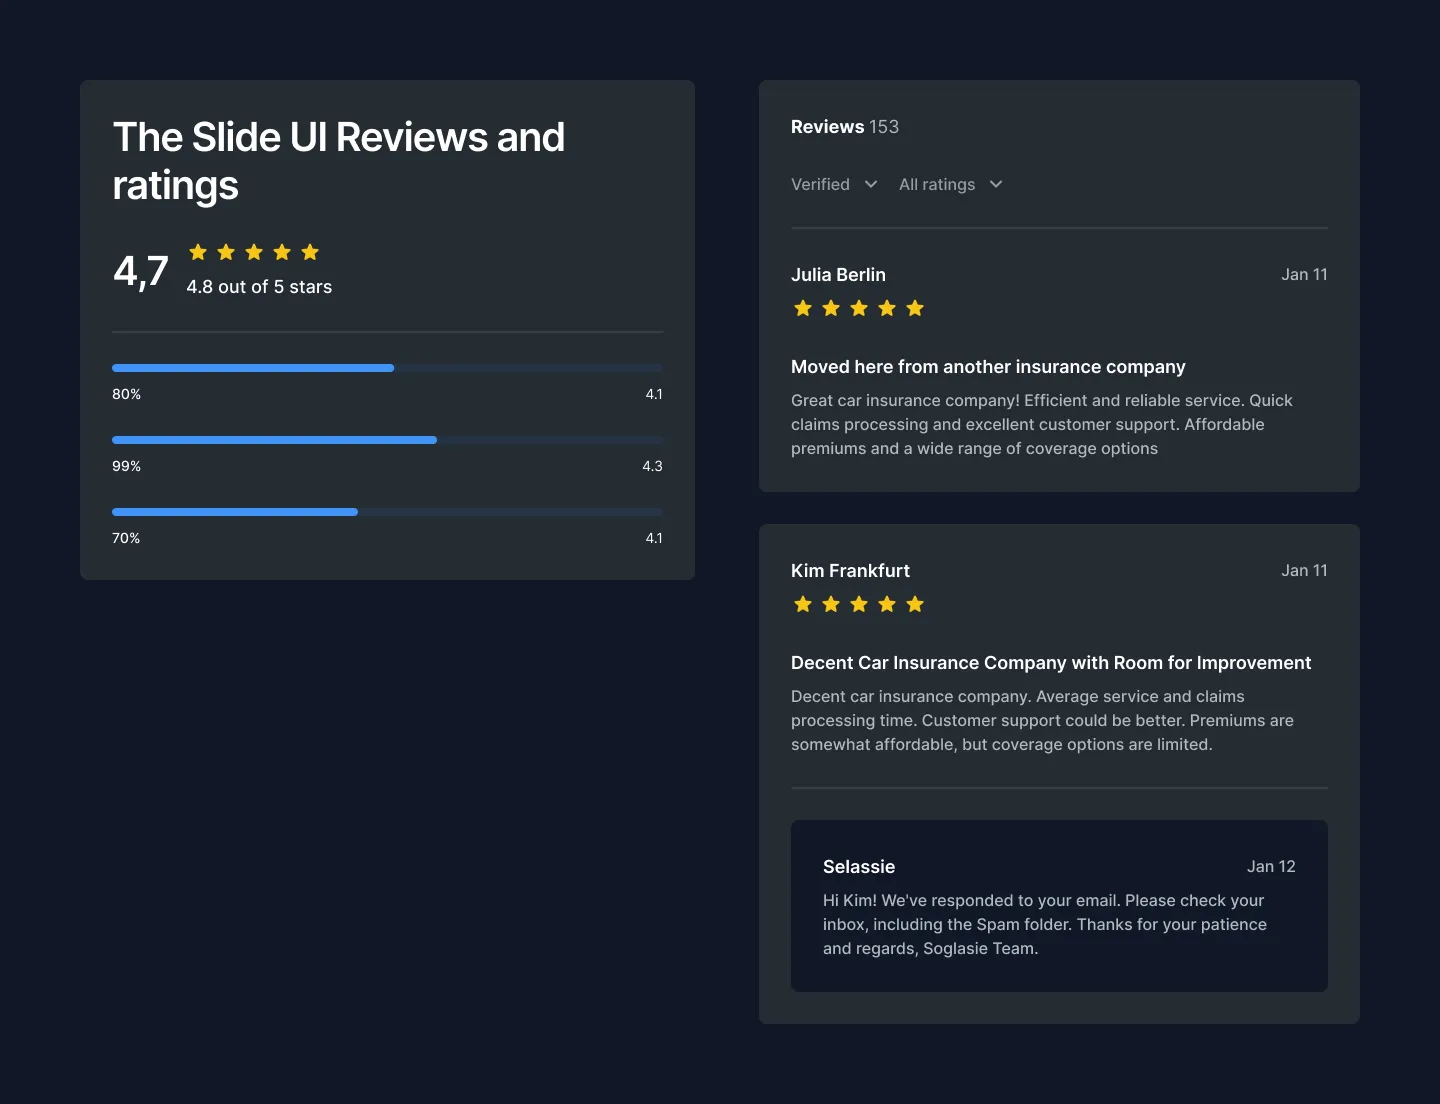 The Slide UI Reviews and
ratings
4,7
4.8 out of 5 stars
80% 4.1
99% 4.3
70% 4.1
Reviews 153
Verified All ratings
Julia Berlin Jan 11
Moved here from another insurance company
Great car insurance company! Efficient and reliable service. Quick
claims processing and excellent customer support. Affordable
premiums and a wide range of coverage options
Kim Frankfurt Jan 11
Decent Car Insurance Company with Room for Improvement
Decent car insurance company. Average service and claims
processing time. Customer support could be better. Premiums are
somewhat affordable, but coverage options are limited.
Selassie Jan 12
Hi Kim! We've responded to your email. Please check your
inbox, including the Spam folder. Thanks for your patience
and regards, Soglasie Team.